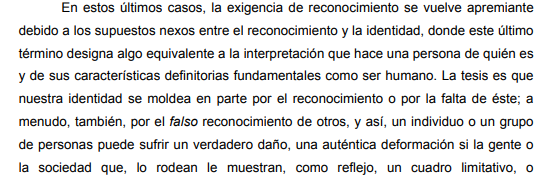 En estos últimos casos, la exigencia de reconocimiento se vuelve apremiante
debido a los supuestos nexos entre el reconocimiento y la identidad, donde este último
término designa algo equivalente a la interpretación que hace una persona de quién es
y de sus características definitorias fundamentales como ser humano. La tesis es que
nuestra identidad se moldea en parte por el reconocimiento o por la falta de éste; a
menudo, también, por el falso reconocimiento de otros, y así, un individuo o un grupo
de personas puede sufrir un verdadero daño, una auténtica deformación si la gente o
la sociedad que, lo rodean le muestran, como reflejo, un cuadro limitativo, o